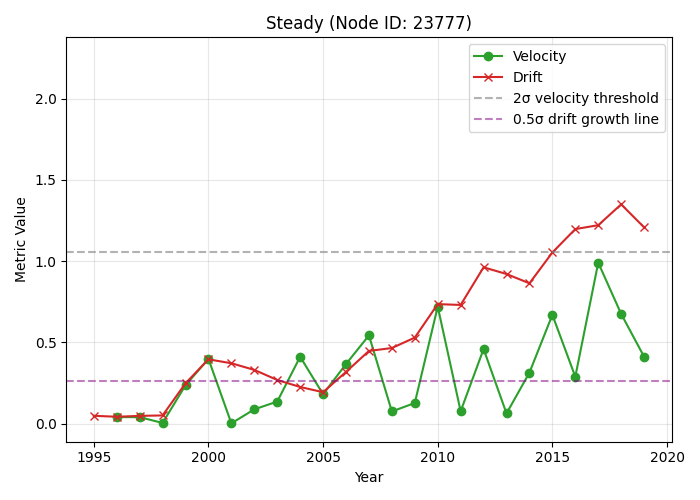 Steady (Node ID: 23777)
Velocity
Drift
2σ velocity threshold
0.5σ drift growth line
Metric Value
2.0
1.5
1.0
0.5
0.0
1995 2000 2005 2010 2015 2020
Year